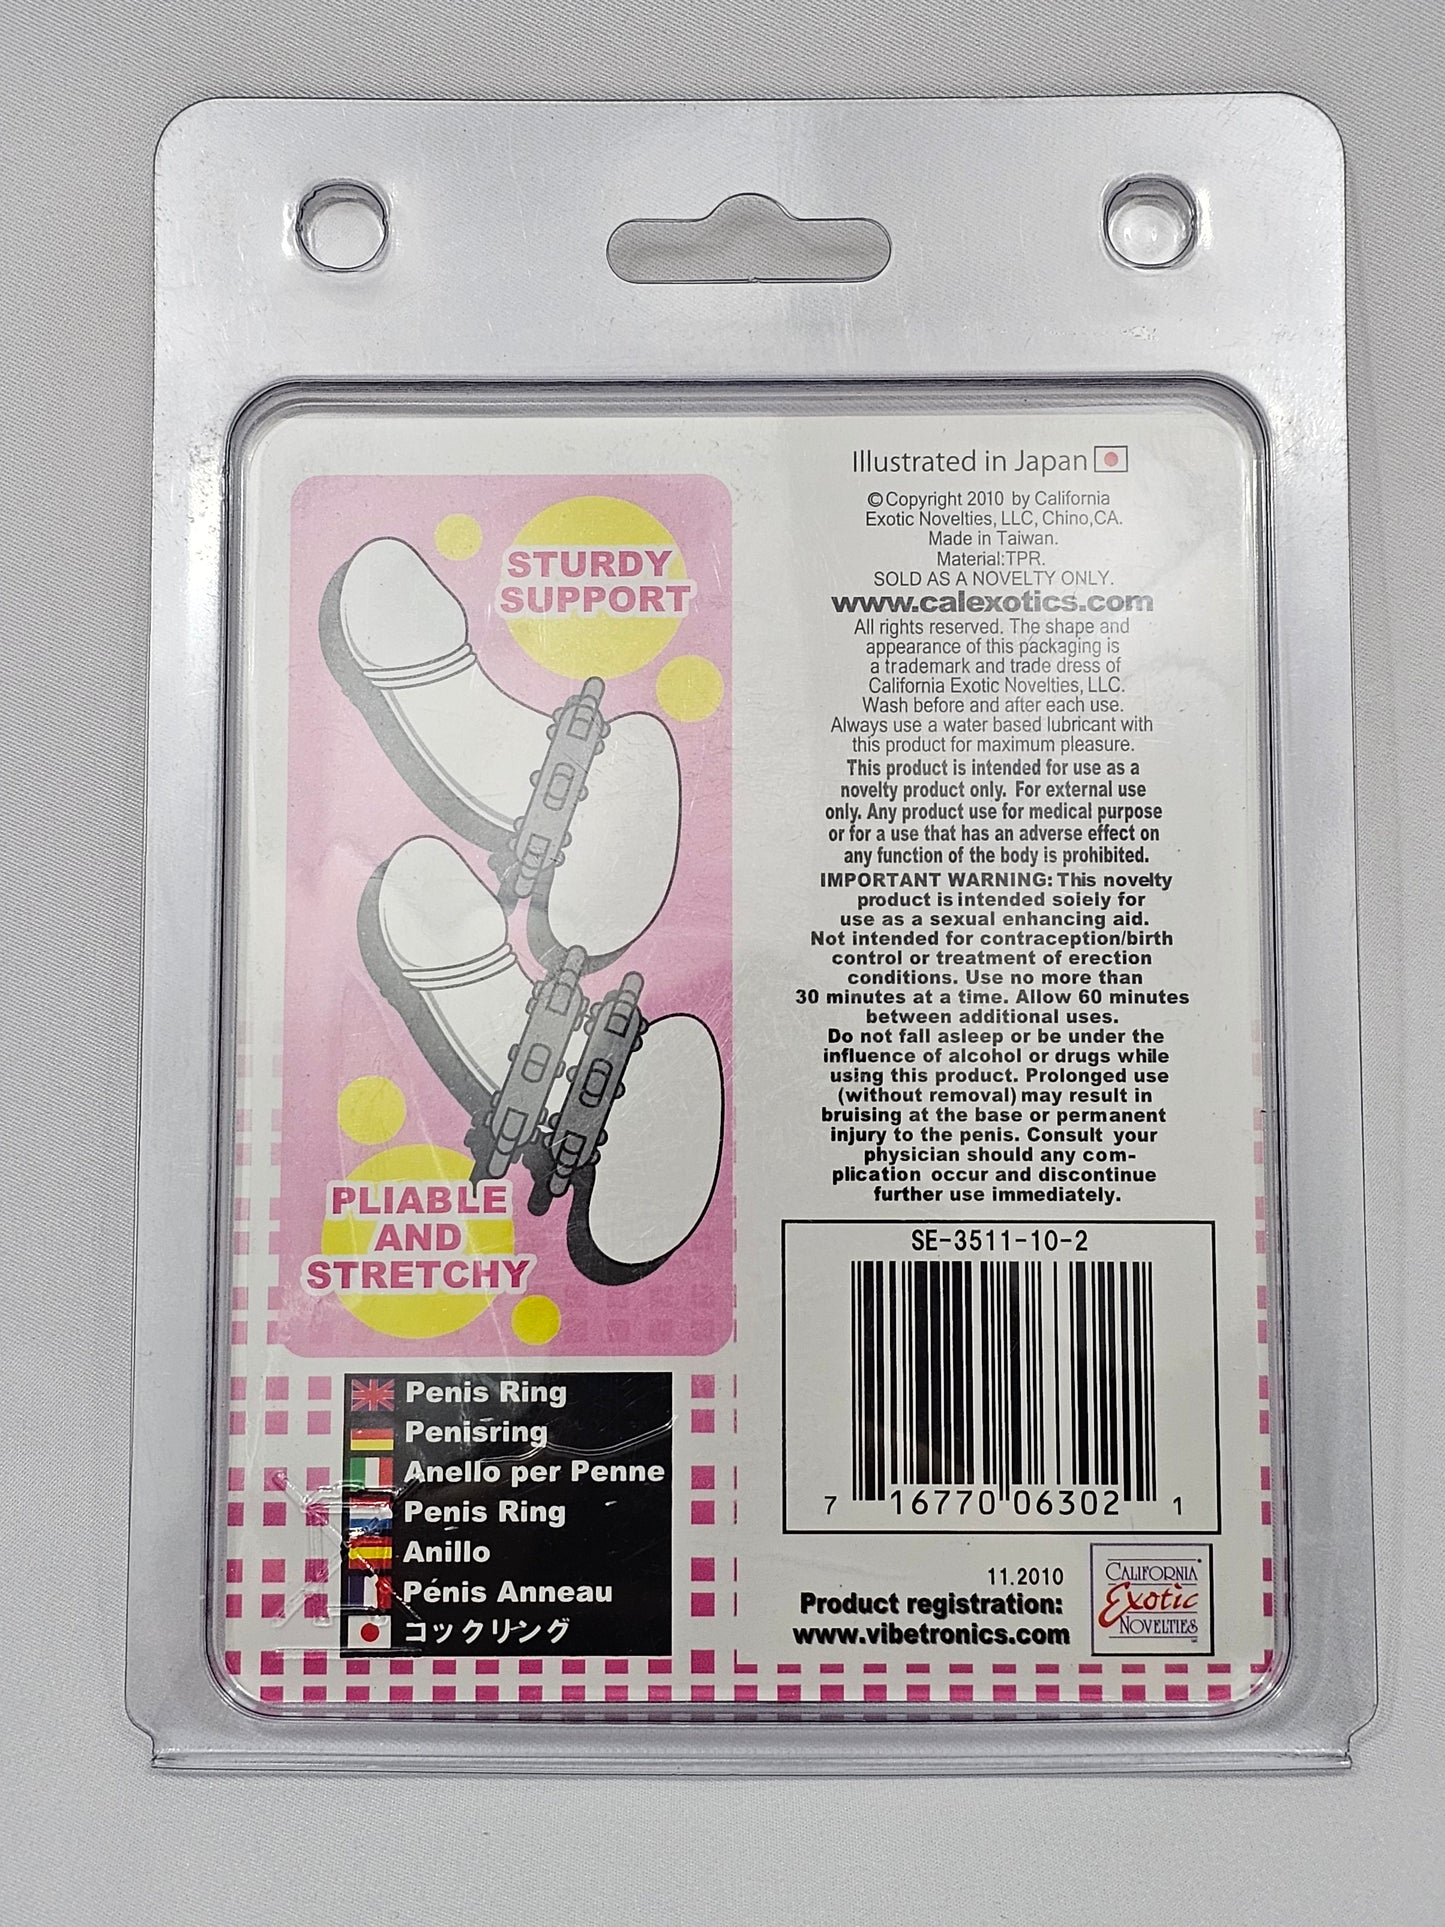 STURDY
SUPPORT
PLIABLE
AND
STRETCHY
Penis Ring
Penisring
Anello per Penne
Penis Ring
Anillo
Pénis Anneau
コックリング
Illustrated in Japan
© Copyright 2010 by California
Exotic Novelties, LLC, Chino,CA.
Made in Taiwan.
Material:TPR.
SOLD AS A NOVELTY ONLY.
www.calexotics.com
All rights reserved. The shape and
appearance of this packaging is
a trademark and trade dress of
California Exotic Novelties, LLC.
Wash before and after each use.
Always use a water based lubricant with
this product for maximum pleasure.
This product is intended for use as a
novelty product only. For external use
only. Any product use for medical purpose
or for a use that has an adverse effect on
any function of the body is prohibited.
IMPORTANT WARNING: This novelty
product is intended solely for
use as a sexual enhancing aid.
Not intended for contraception/birth
control or treatment of erection
conditions. Use no more than
30 minutes at a time. Allow 60 minutes
between additional uses.
Do not fall asleep or be under the
influence of alcohol or drugs while
using this product. Prolonged use
(without removal) may result in
bruising at the base or permanent
injury to the penis. Consult your
physician should any com-
plication occur and discontinue
further use immediately.
SE-3511-10-2
7 16770 06302 1
11.2010
Product registration:
www.vibetronics.com
CALIFORNIA
Exotic
NOVELTIES